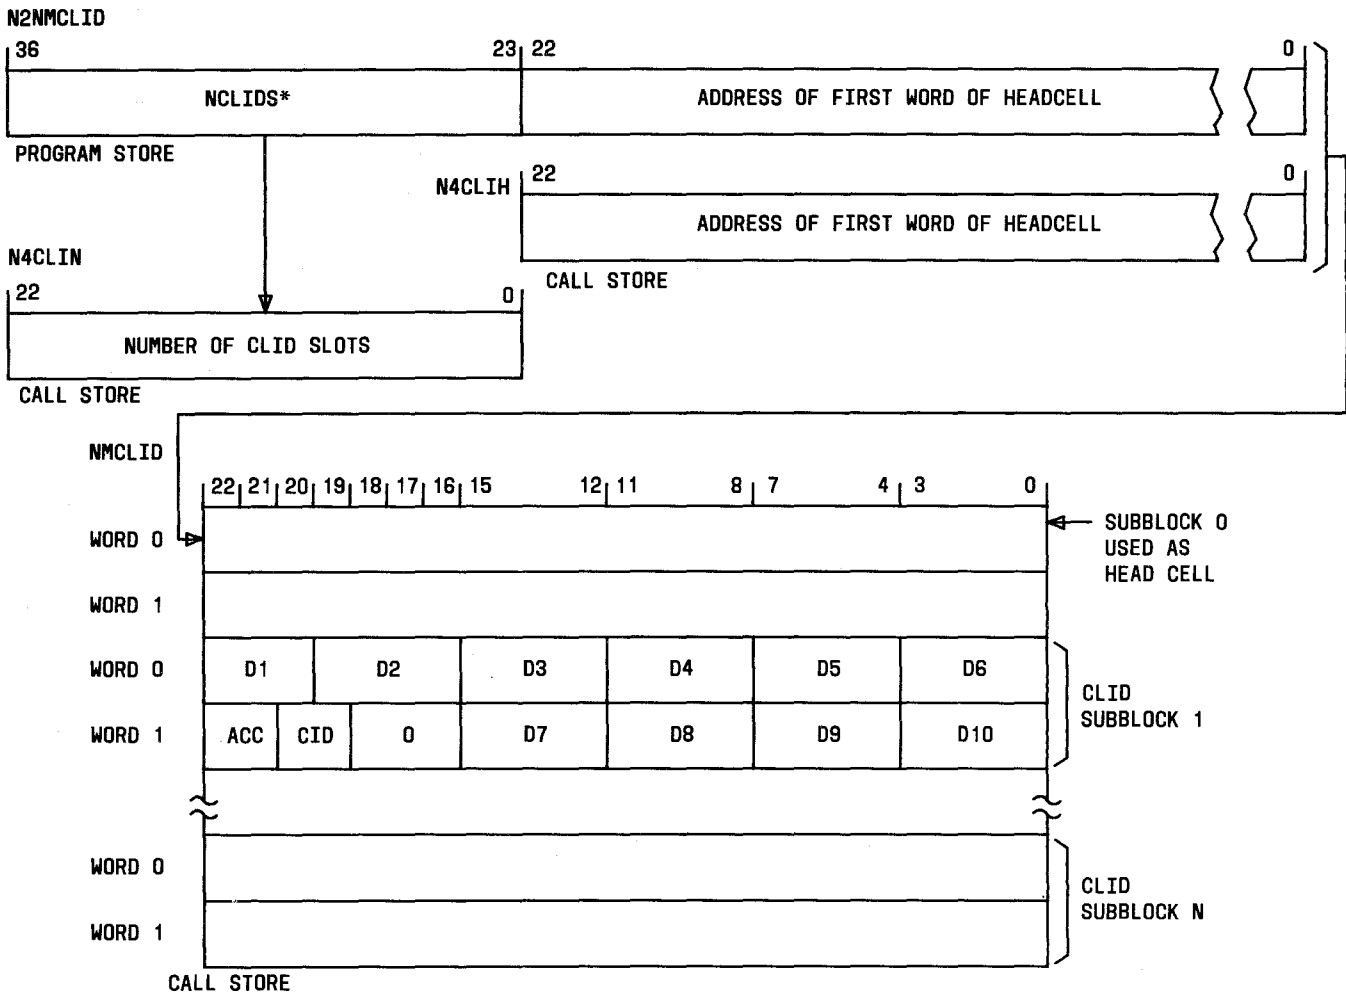 N2NMCLID
36 23 22 0
NCLIDS* ADDRESS OF FIRST WORD OF HEADCELL
PROGRAM STORE
N4CLIH 22 0
ADDRESS OF FIRST WORD OF HEADCELL
CALL STORE
N4CLIN
22 0
NUMBER OF CLID SLOTS
CALL STORE
NMCLID
22 21 20 19 18 17 16 15 12 11 8 7 4 3 0
WORD 0
SUBBLOCK 0
USED AS
HEAD CELL
WORD 1
WORD 0 D1 D2 D3 D4 D5 D6
WORD 1 ACC CID 0 D7 D8 D9 D10
CLID
SUBBLOCK 1
WORD 0
WORD 1
CLID
SUBBLOCK N
CALL STORE